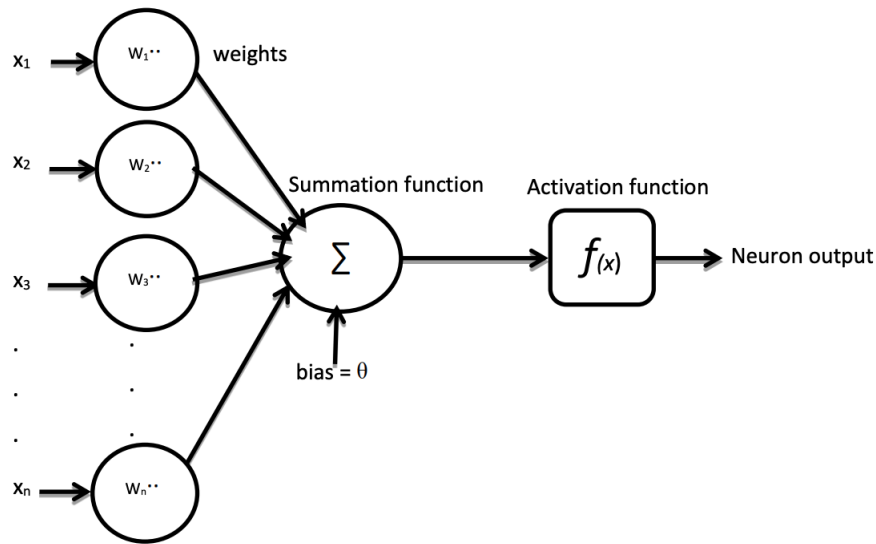 x₁
W₁··
weights
x₂
W₂··
Summation function
Activation function
Σ
f(x)
Neuron output
x₃
W₃··
bias = θ
.
.
.
.
.
.
xₙ
Wₙ··